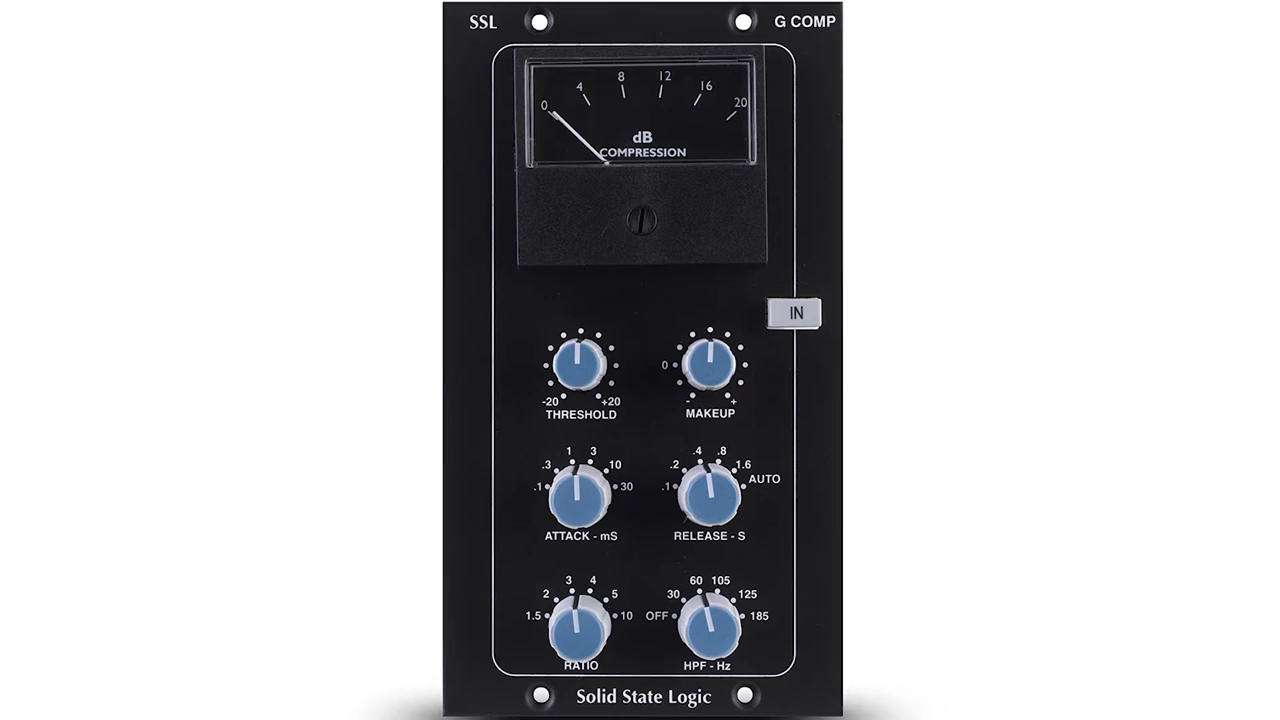 SSL G COMP
0 4 8 12 16 20
dB
COMPRESSION
IN
0
-20 +20 - +
THRESHOLD MAKEUP
.1 .3 1 3 10 30
.1 .2 .4 .8 1.6 AUTO
ATTACK - mS RELEASE - S
1.5 2 3 4 5 10
OFF 30 60 105 125 185
RATIO HPF - Hz
Solid State Logic